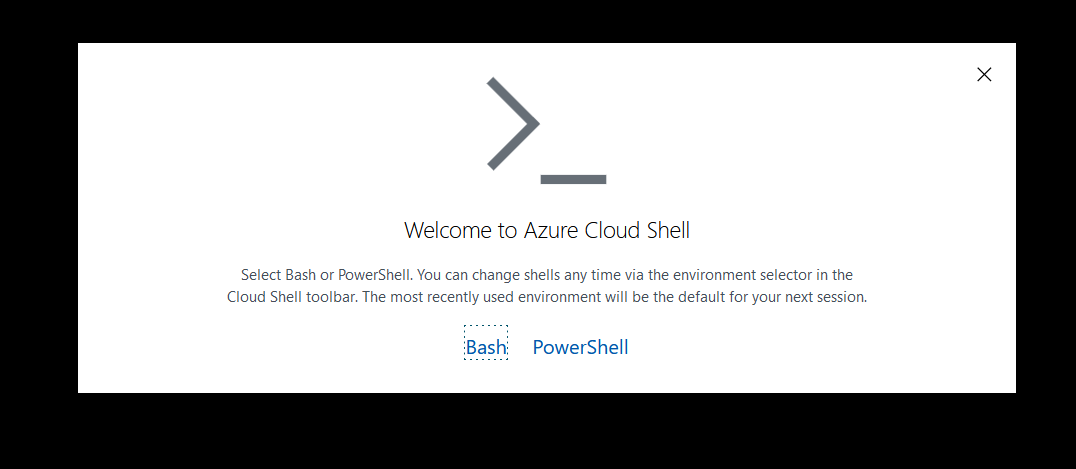 Welcome to Azure Cloud Shell
Select Bash or PowerShell. You can change shells any time via the environment selector in the
Cloud Shell toolbar. The most recently used environment will be the default for your next session.
Bash PowerShell